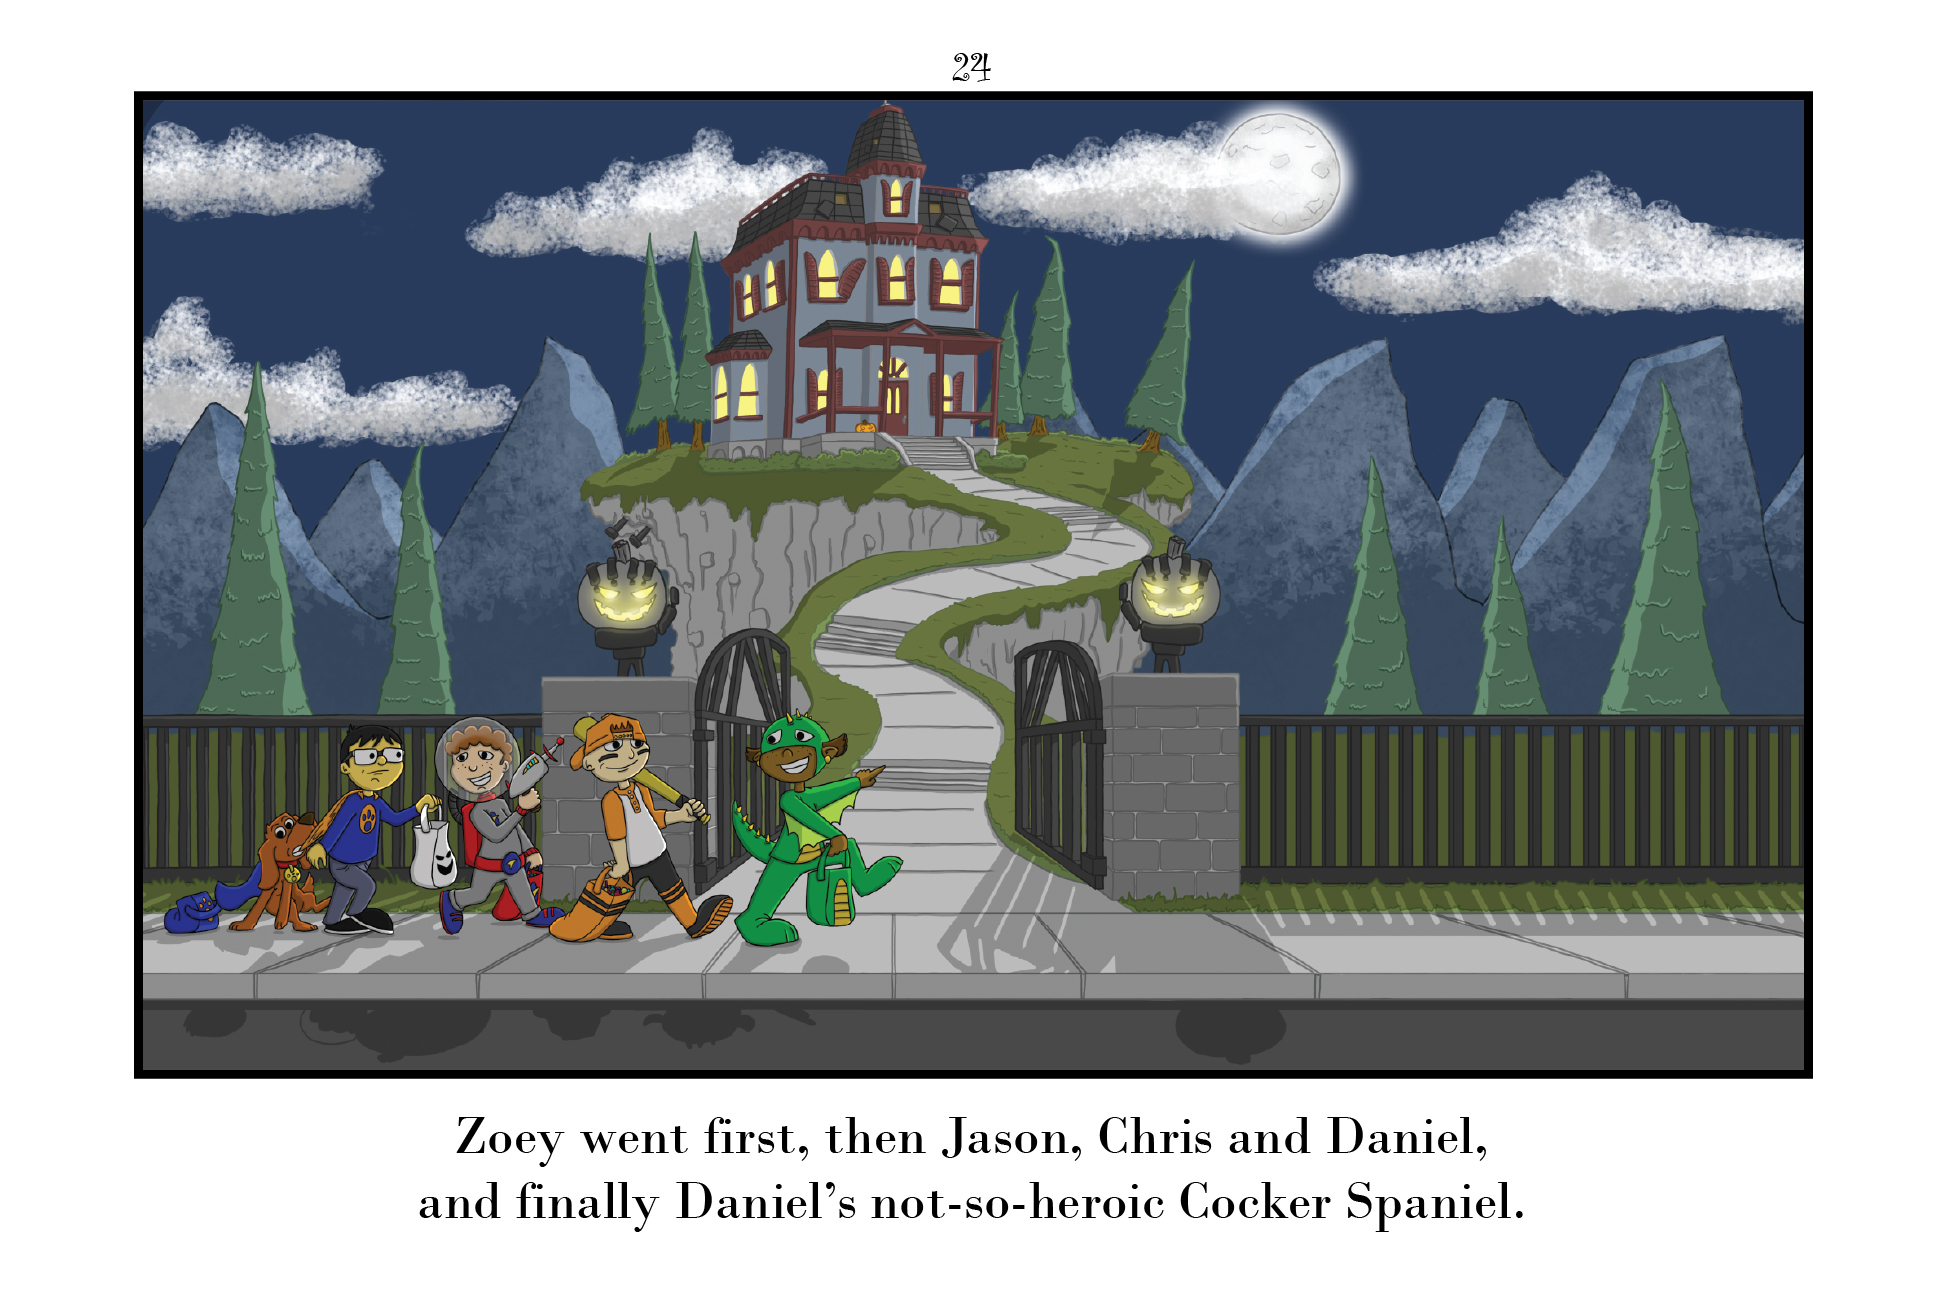 24
Zoey went first, then Jason, Chris and Daniel,
and finally Daniel’s not-so-heroic Cocker Spaniel.